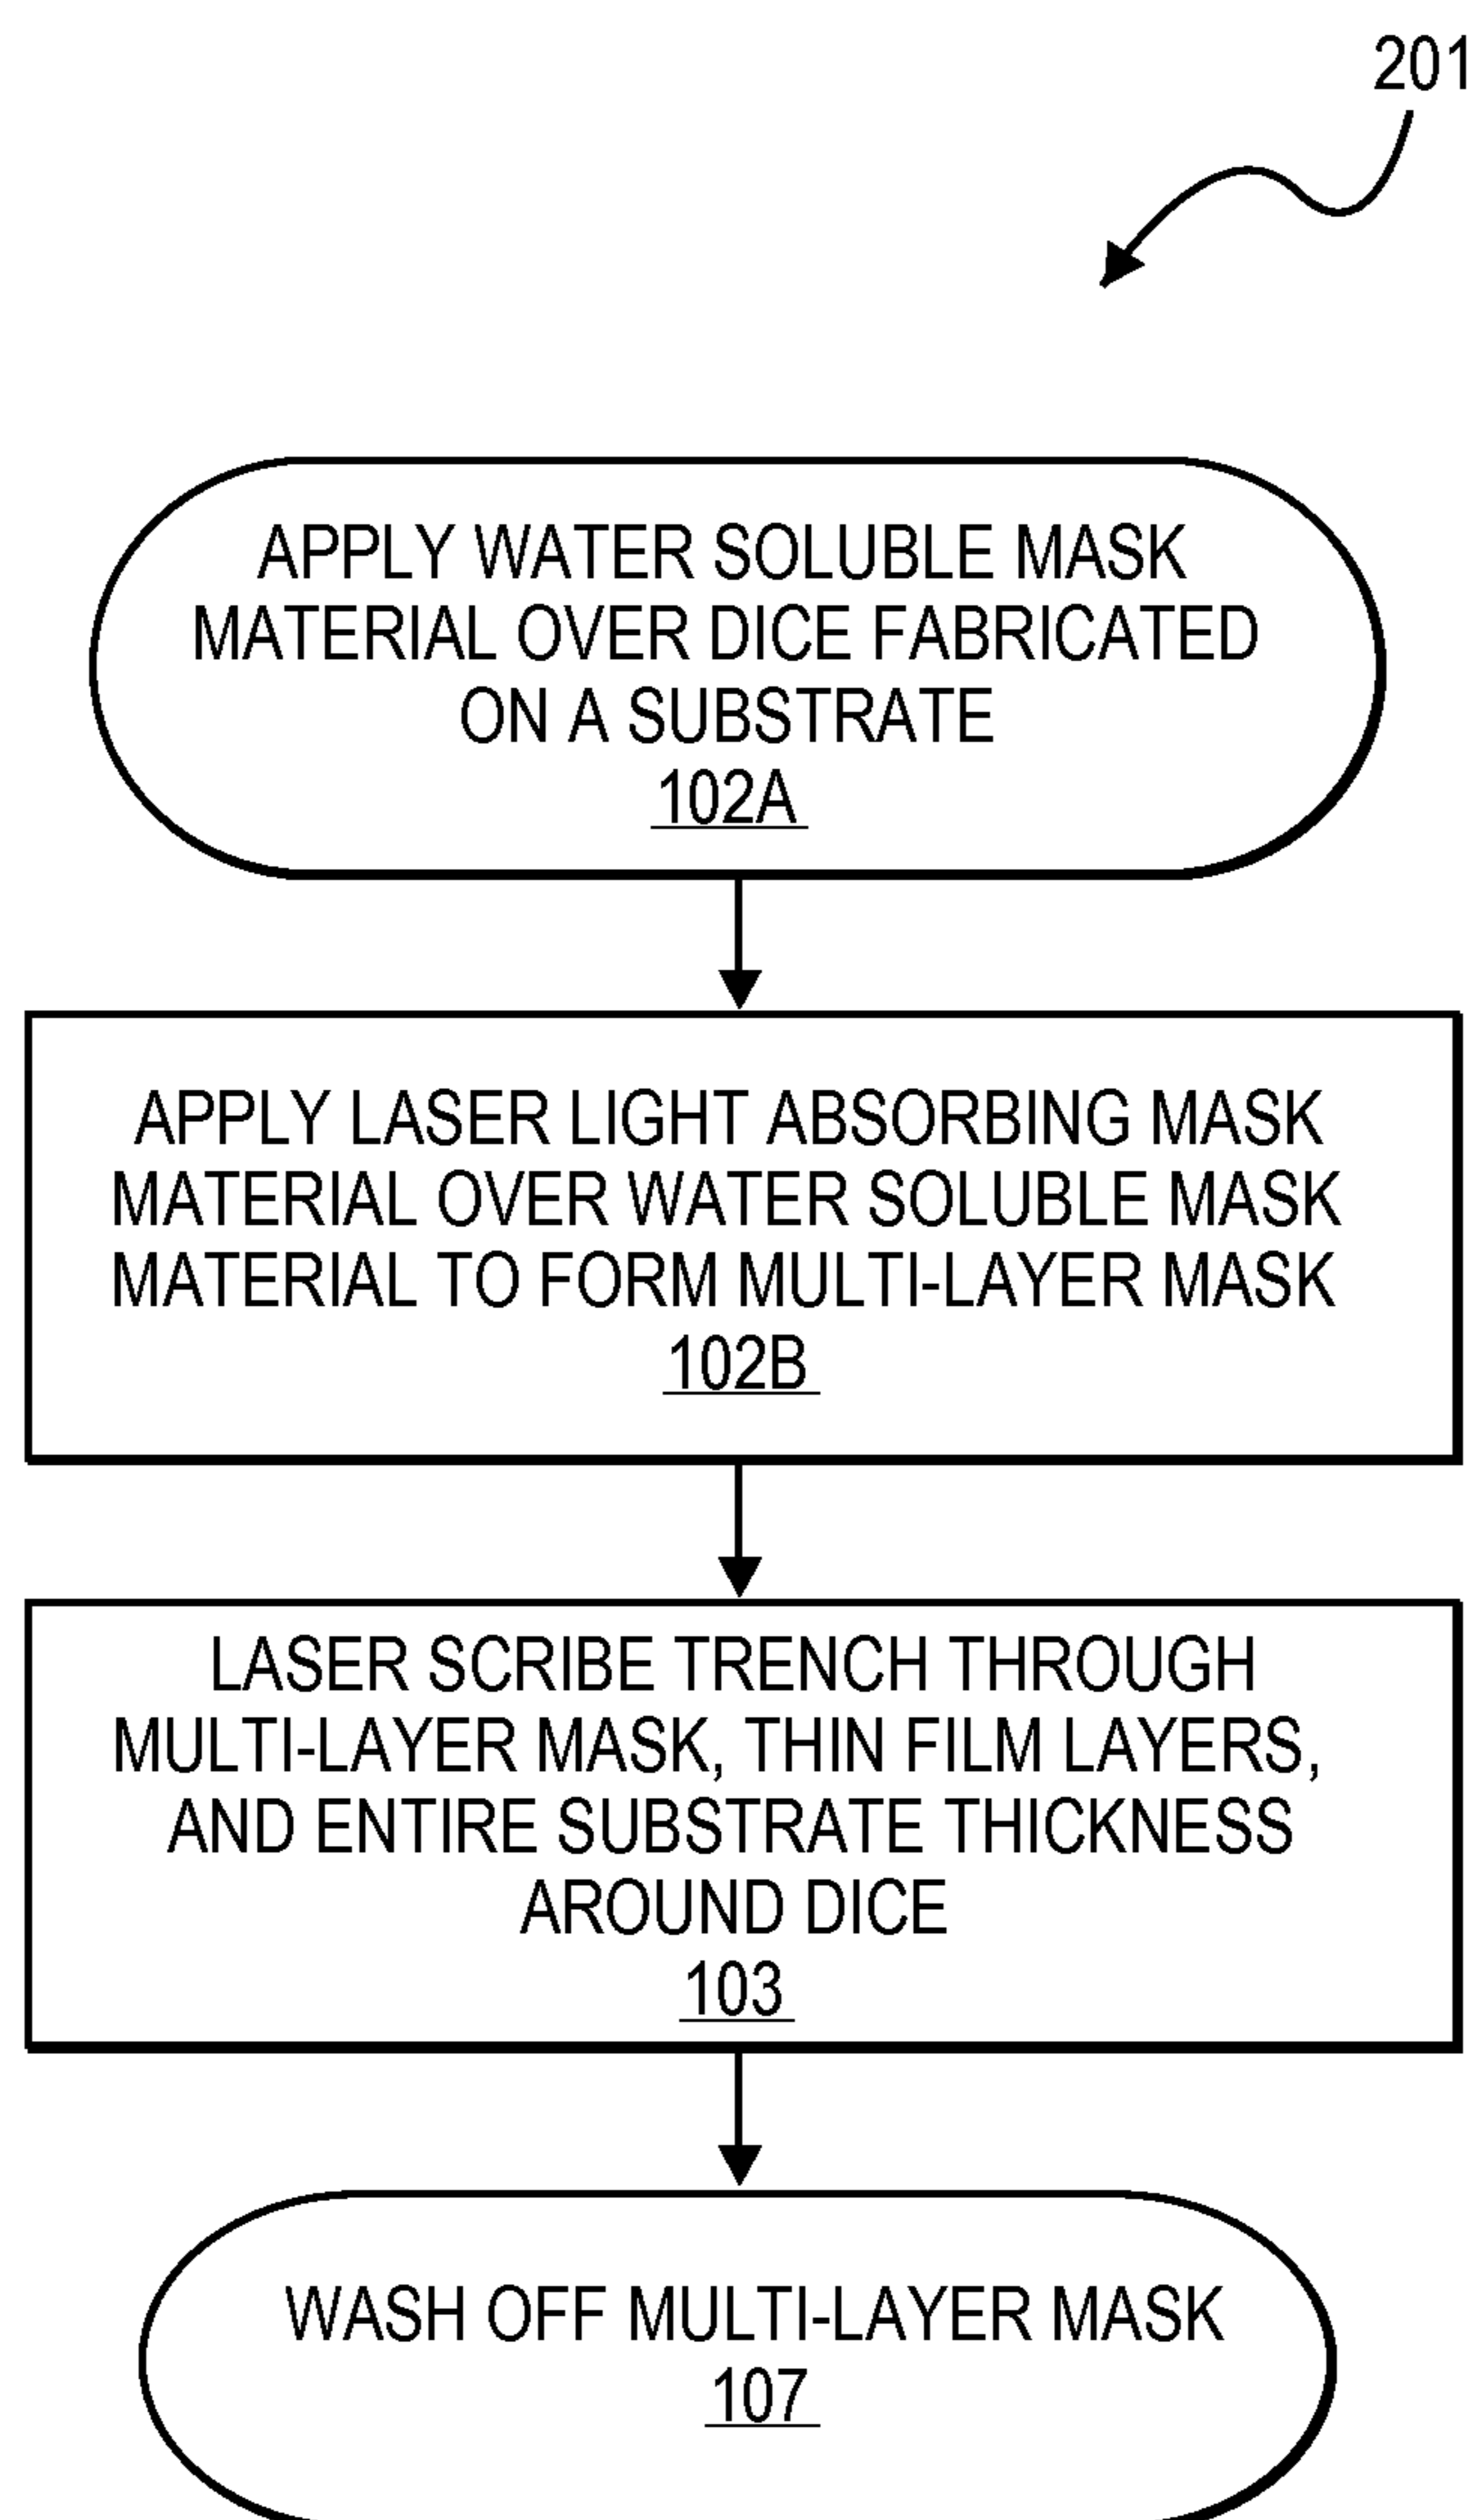 201
APPLY WATER SOLUBLE MASK
MATERIAL OVER DICE FABRICATED
ON A SUBSTRATE
102A
APPLY LASER LIGHT ABSORBING MASK
MATERIAL OVER WATER SOLUBLE MASK
MATERIAL TO FORM MULTI-LAYER MASK
102B
LASER SCRIBE TRENCH THROUGH
MULTI-LAYER MASK, THIN FILM LAYERS,
AND ENTIRE SUBSTRATE THICKNESS
AROUND DICE
103
WASH OFF MULTI-LAYER MASK
107